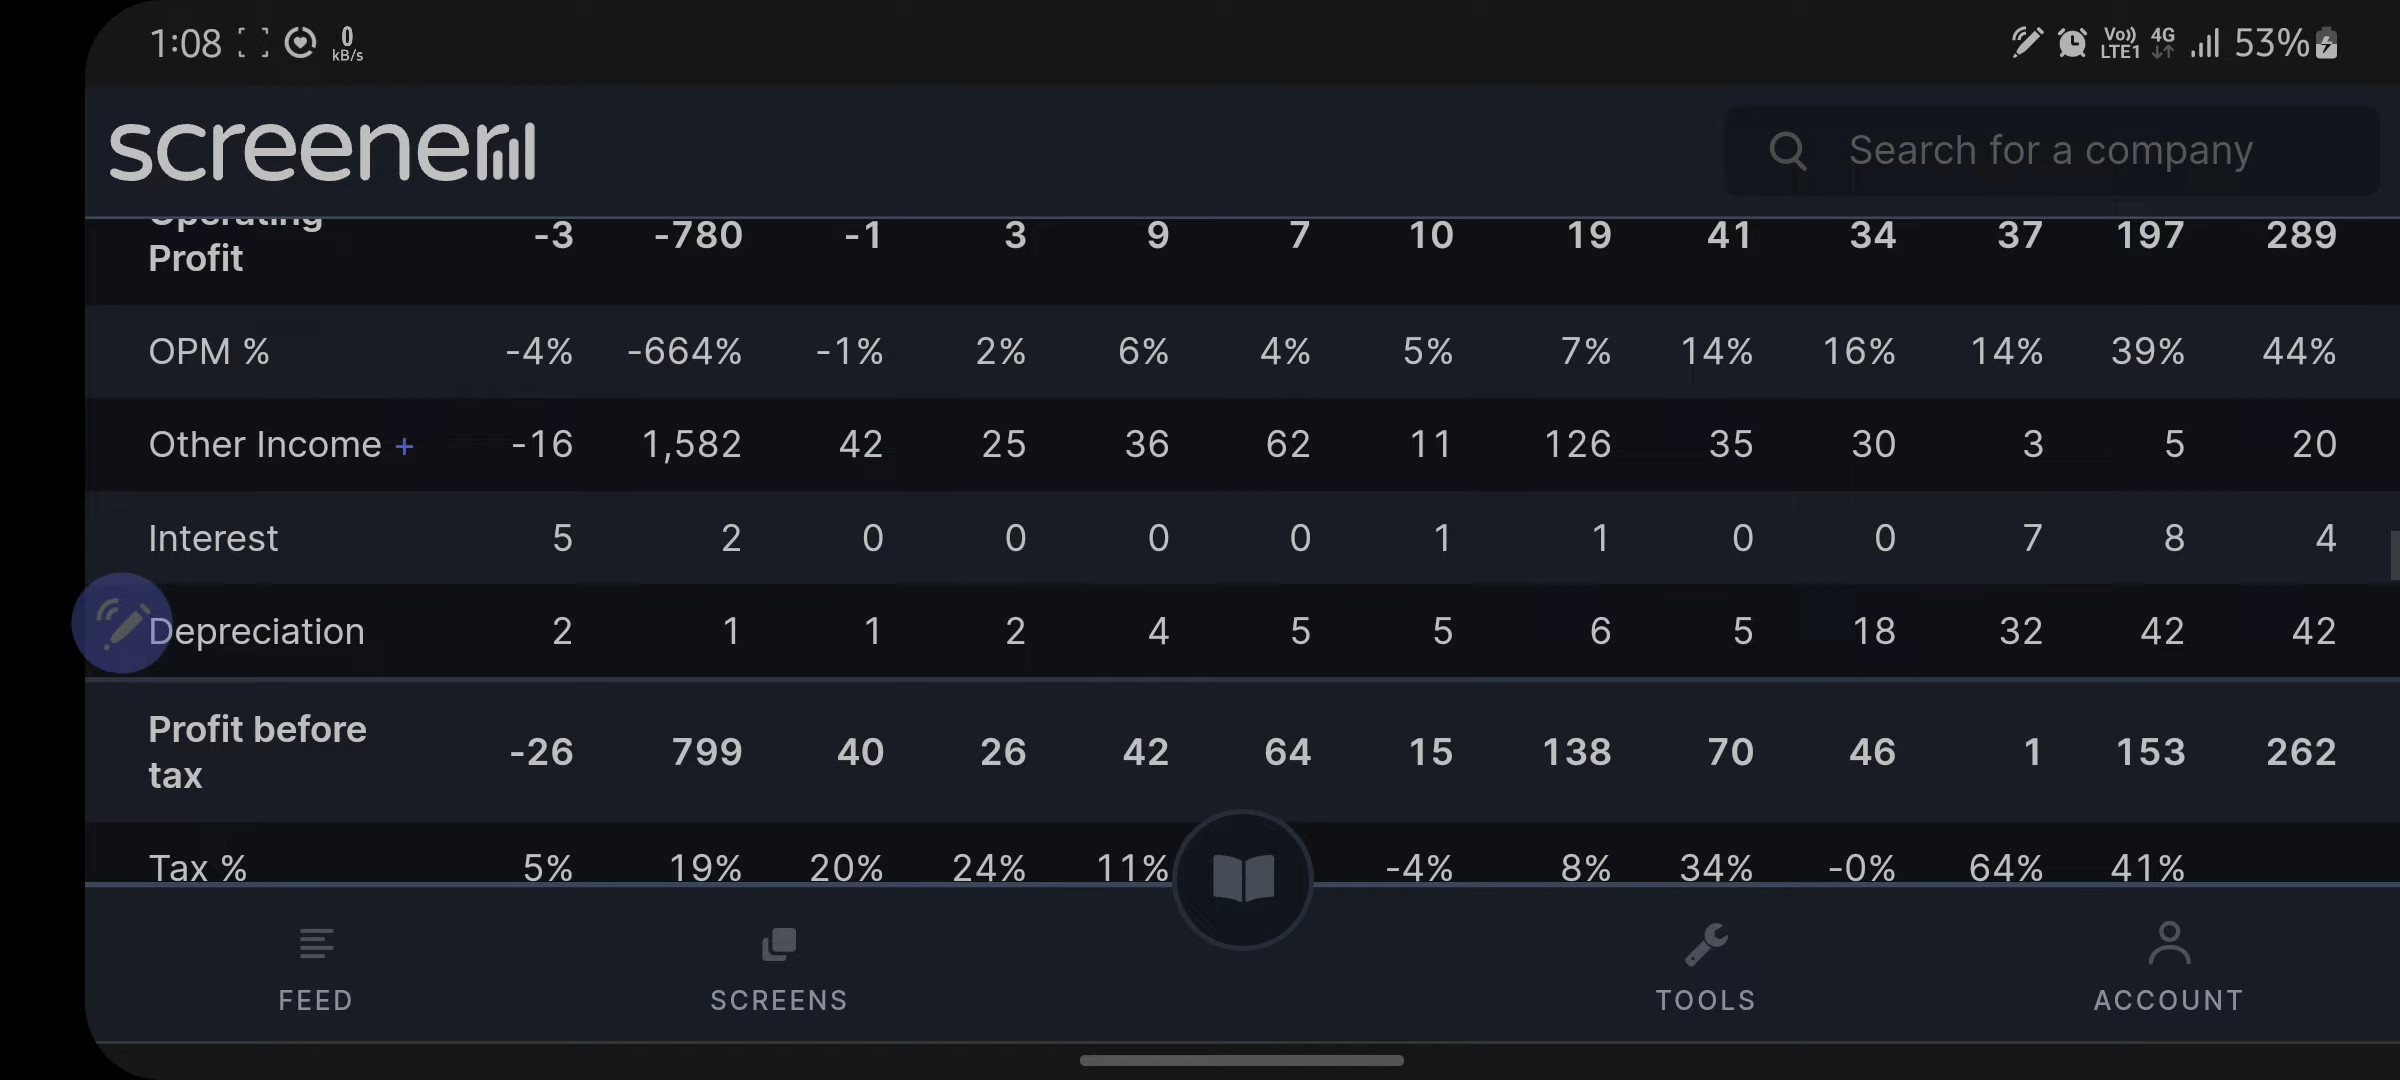 1:08 0 kB/s Vo)) LTE1 4G 53%
screener Search for a company
Operating Profit -3 -780 -1 3 9 7 10 19 41 34 37 197 289
OPM % -4% -664% -1% 2% 6% 4% 5% 7% 14% 16% 14% 39% 44%
Other Income + -16 1,582 42 25 36 62 11 126 35 30 3 5 20
Interest 5 2 0 0 0 0 1 1 0 0 7 8 4
Depreciation 2 1 1 2 4 5 5 6 5 18 32 42 42
Profit before tax -26 799 40 26 42 64 15 138 70 46 1 153 262
Tax % 5% 19% 20% 24% 11% -4% 8% 34% -0% 64% 41%
FEED SCREENS TOOLS ACCOUNT